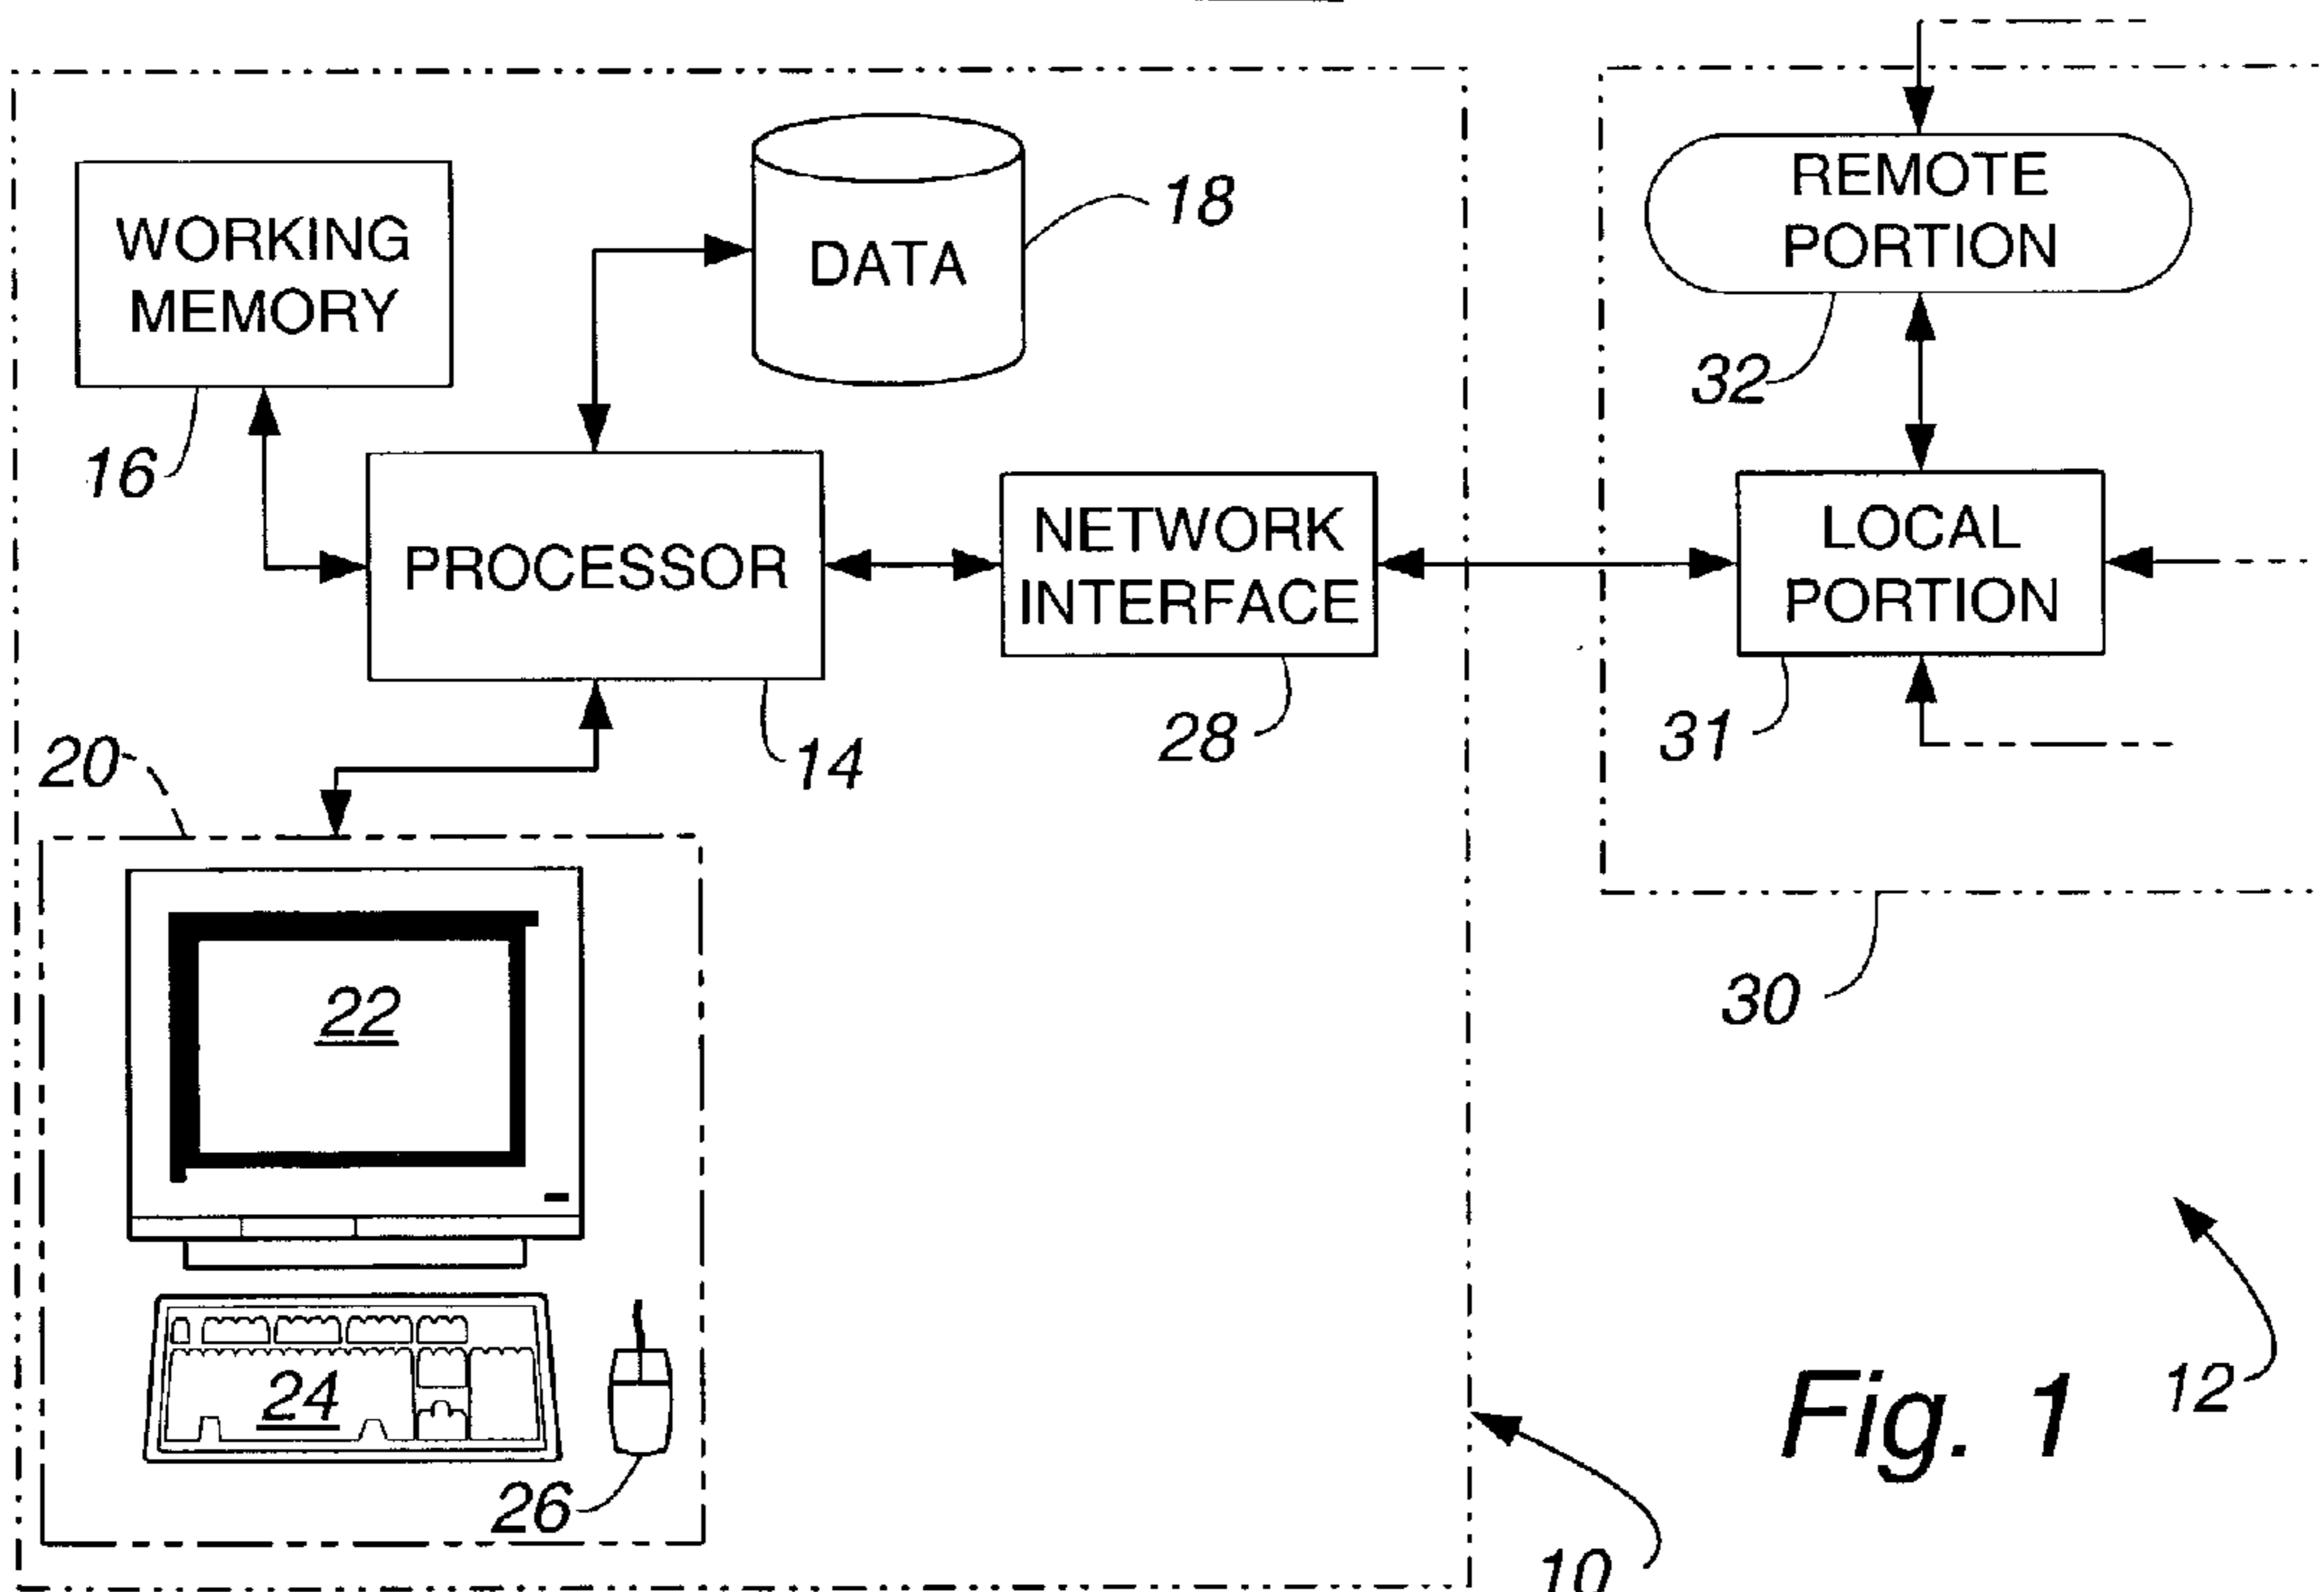 WORKING
MEMORY
16
DATA
18
REMOTE
PORTION
32
PROCESSOR
14
NETWORK
INTERFACE
28
LOCAL
PORTION
31
20
22
24
26
30
12
Fig. 1
10